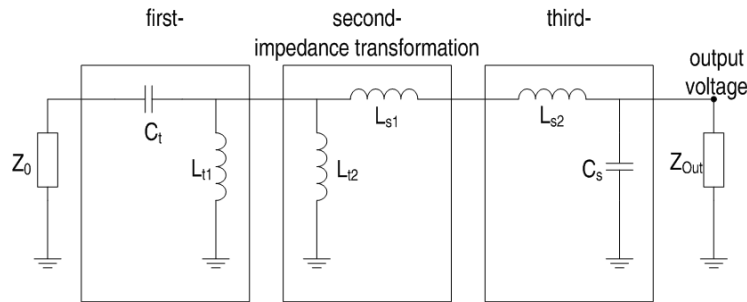 first-
second-
third-
impedance transformation
output
voltage
Ct
Ls1
Ls2
Z0
Lt1
Lt2
Cs
ZOut